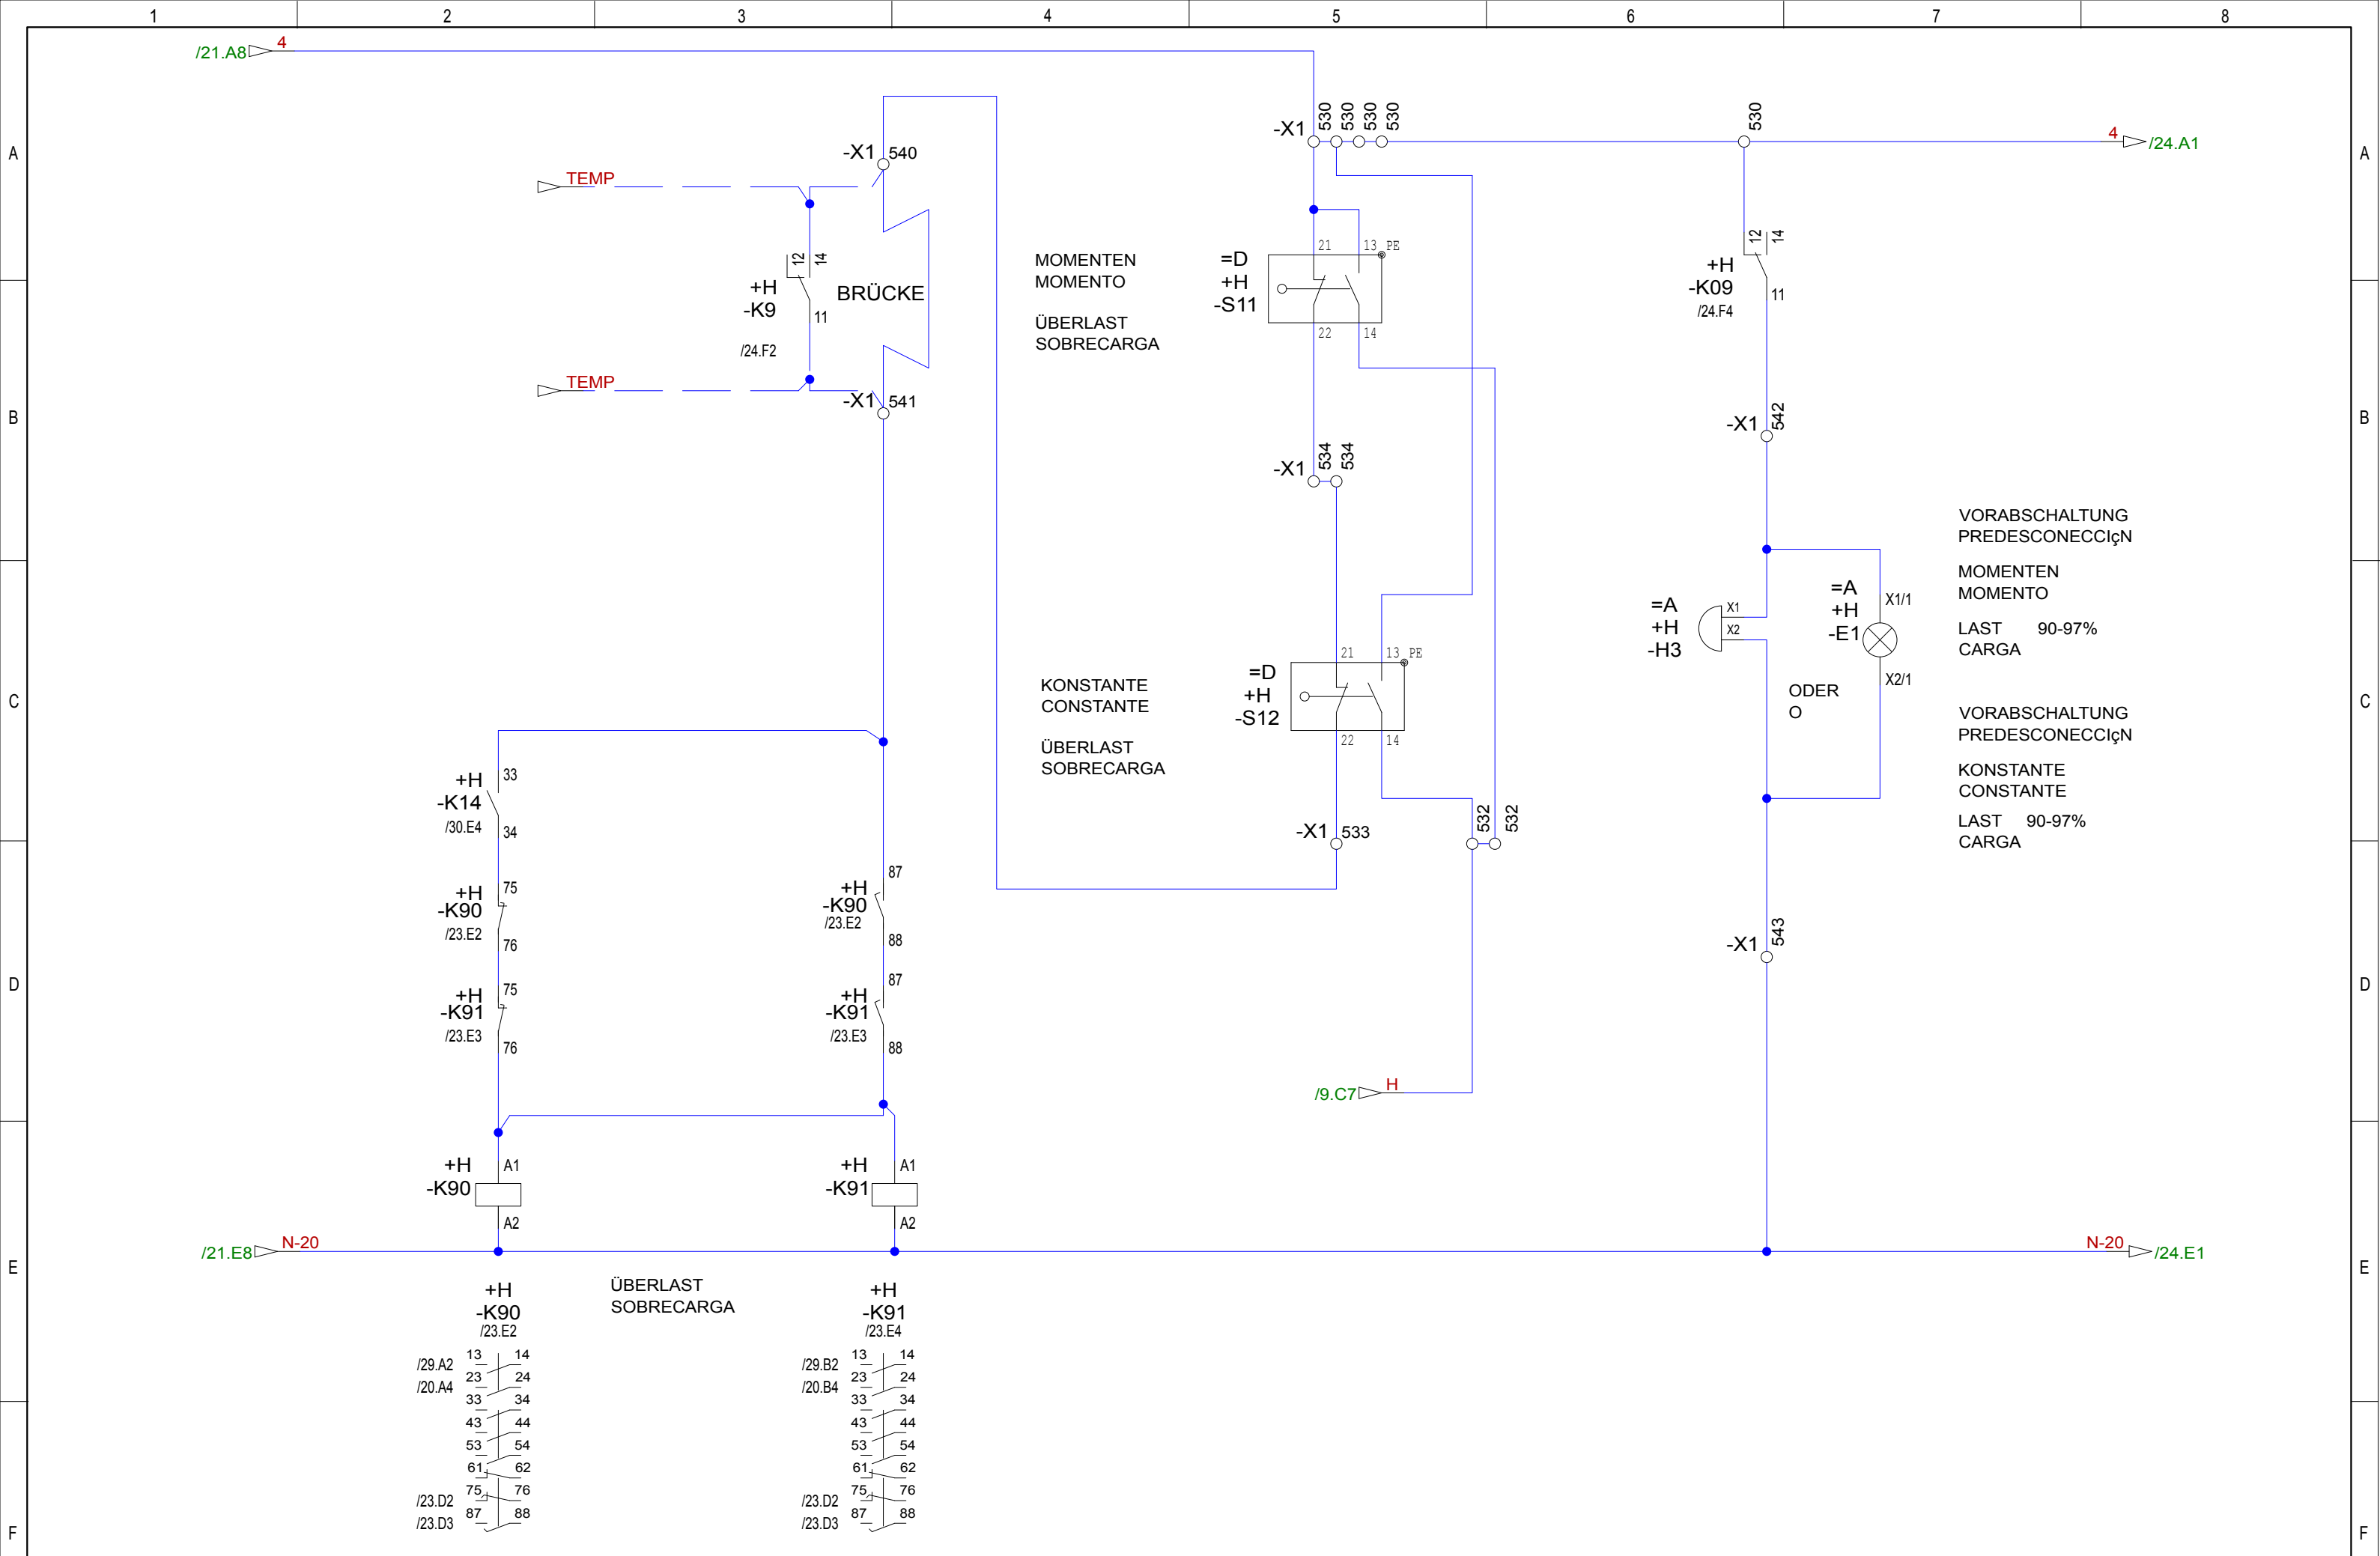 1 2 3 4 5 6 7 8
/21.A8 4
-X1 530 530 530 530
530
4 /24.A1
A A
-X1 540
TEMP
12 14
+H
-K9
11
/24.F2
BRÜCKE
TEMP
-X1 541
MOMENTEN
MOMENTO
ÜBERLAST
SOBRECARGA
=D
+H
-S11
21 13 PE
22 14
12 14
+H
-K09
/24.F4
11
B B
-X1 542
-X1 534 534
VORABSCHALTUNG
PREDESCONECCIçN
MOMENTEN
MOMENTO
LAST 90-97%
CARGA
=A
+H
-H3
X1
X2
=A
+H
-E1
X1/1
X2/1
ODER
O
KONSTANTE
CONSTANTE
ÜBERLAST
SOBRECARGA
=D
+H
-S12
21 13 PE
22 14
C C
VORABSCHALTUNG
PREDESCONECCIçN
KONSTANTE
CONSTANTE
LAST 90-97%
CARGA
+H
-K14
/30.E4
33
34
-X1 533
532 532
+H
-K90
/23.E2
75
76
+H
-K90
/23.E2
87
88
-X1 543
D D
+H
-K91
/23.E3
75
76
+H
-K91
/23.E3
87
88
/9.C7 H
+H
-K90
A1
A2
+H
-K91
A1
A2
/21.E8 N-20
N-20 /24.E1
E E
+H
-K90
/23.E2
ÜBERLAST
SOBRECARGA
+H
-K91
/23.E4
/29.A2 13 14
/20.A4 23 24
33 34
43 44
53 54
61 62
/23.D2 75 76
/23.D3 87 88
/29.B2 13 14
/20.B4 23 24
33 34
43 44
53 54
61 62
/23.D2 75 76
/23.D3 87 88
F F